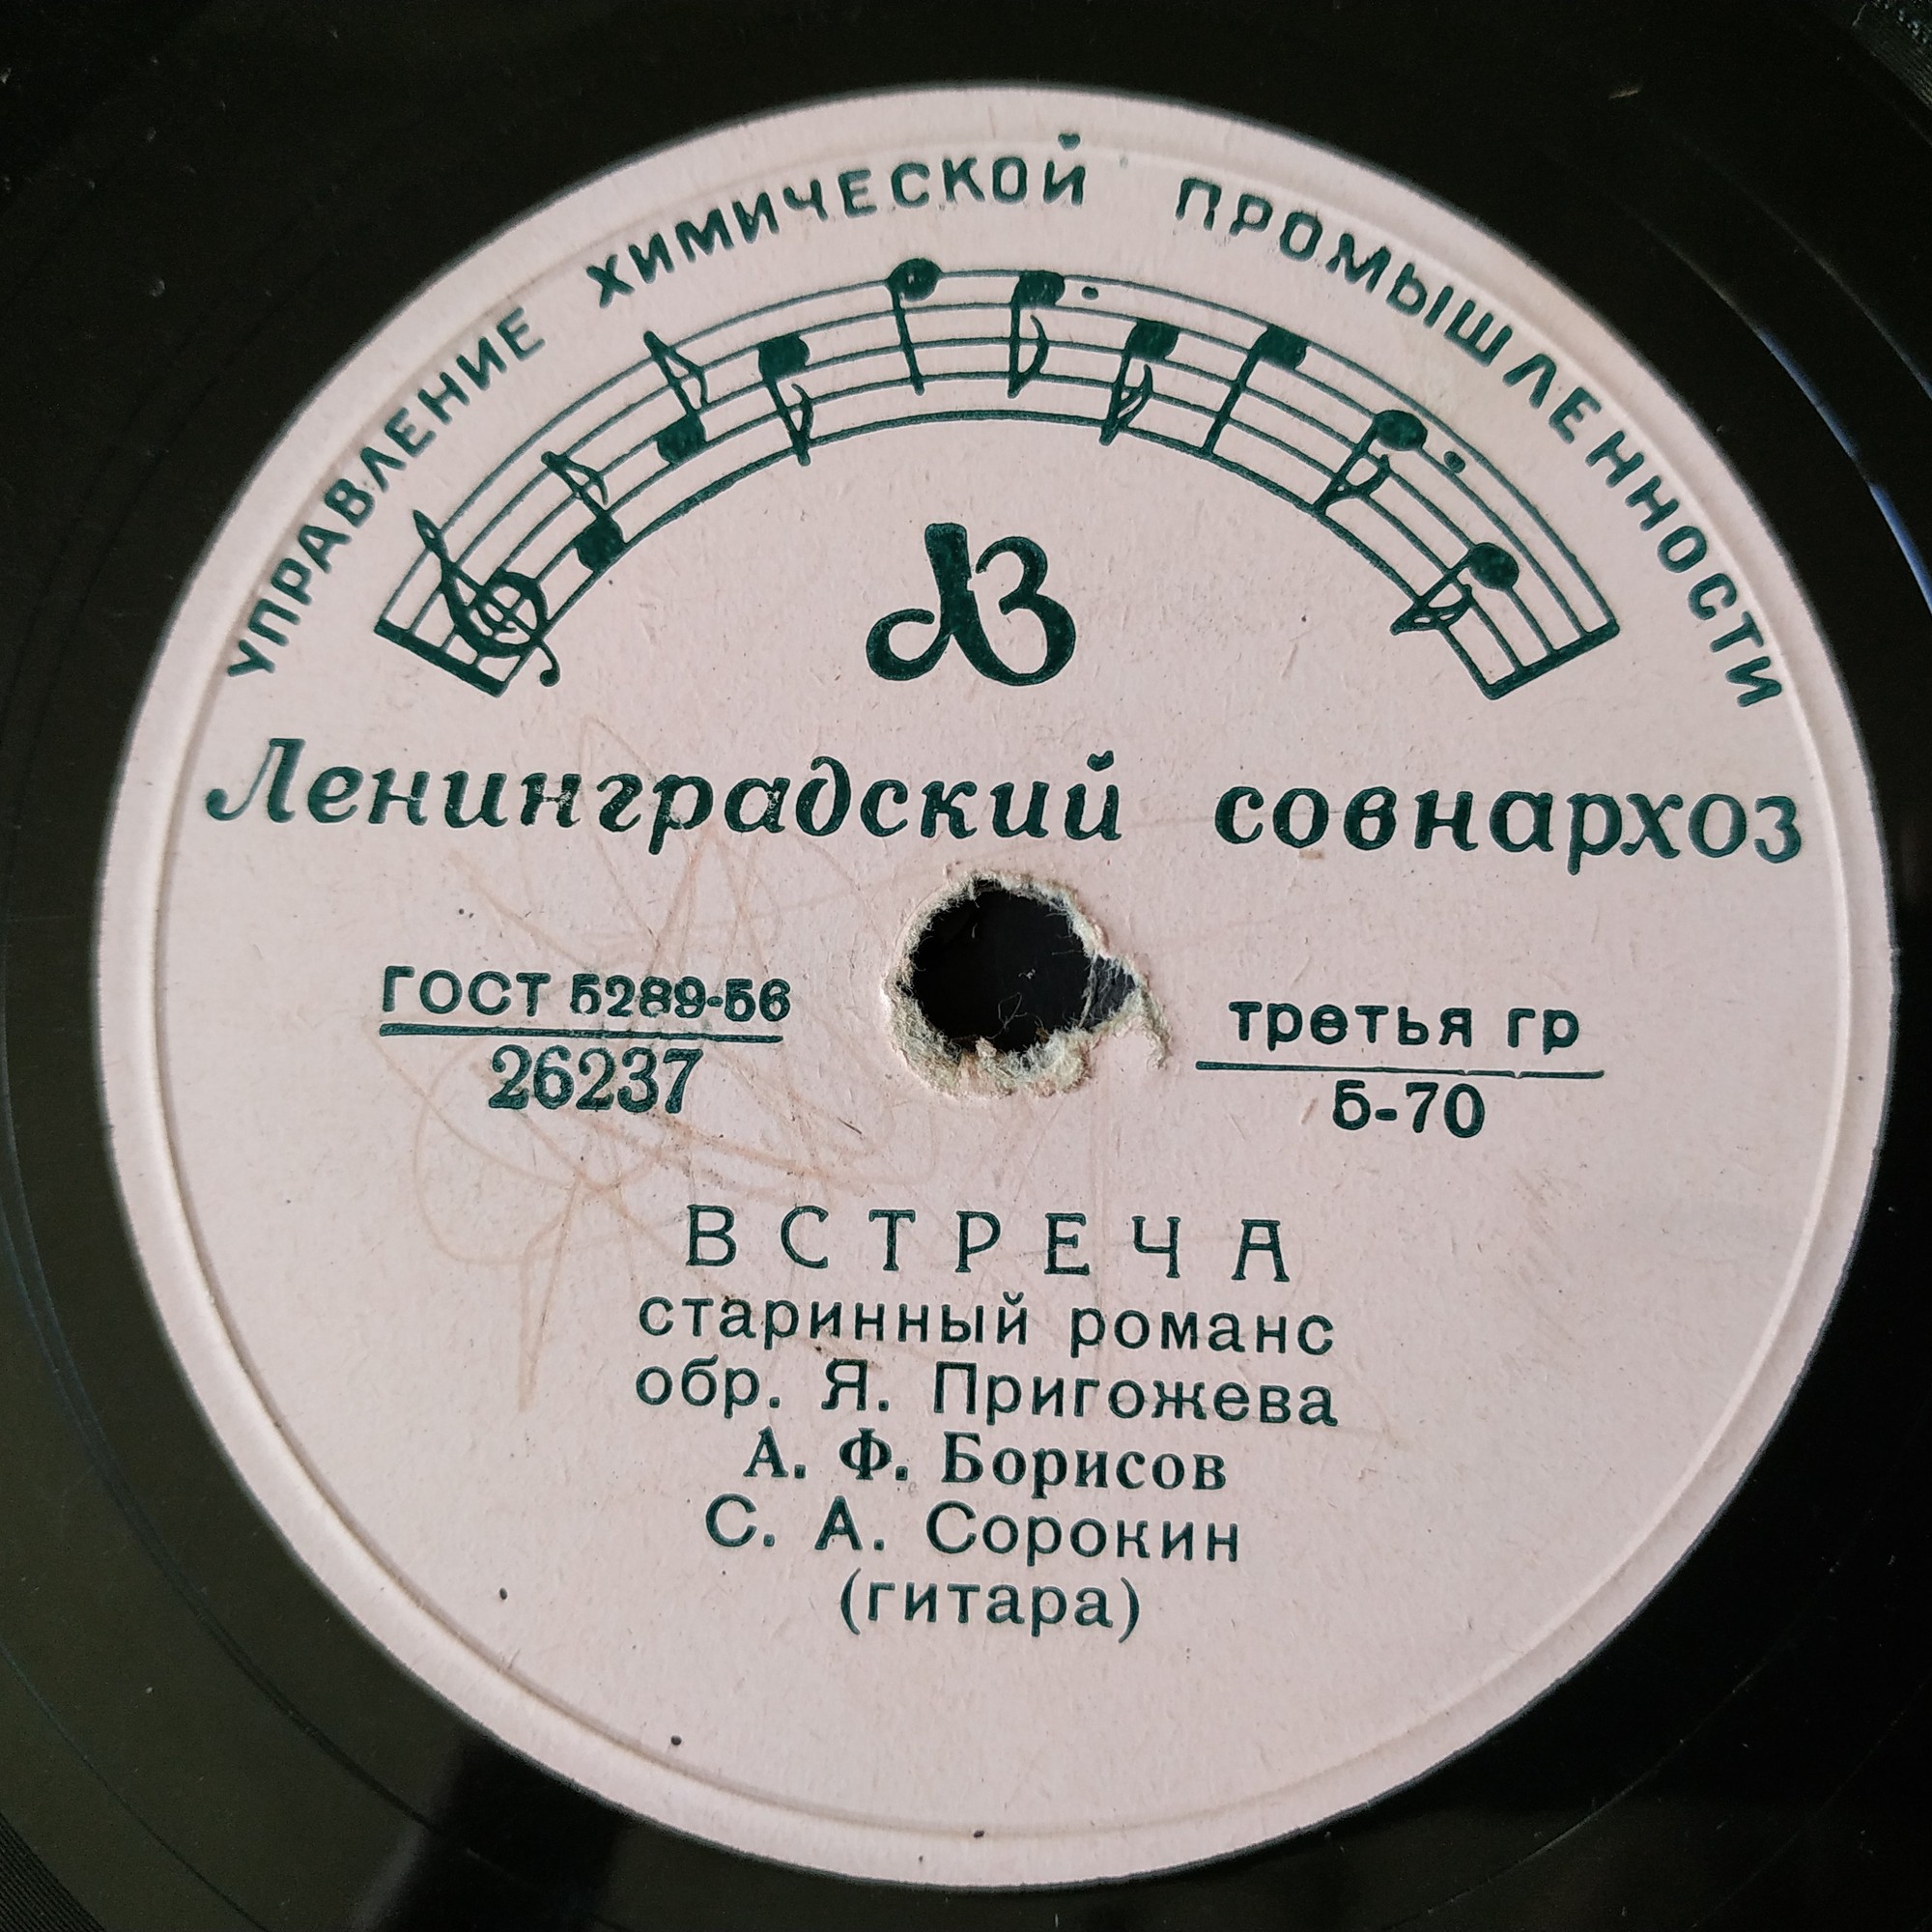 УПРАВЛЕНИЕ ХИМИЧЕСКОЙ ПРОМЫШЛЕННОСТИ
ЛЗ
Ленинградский совнархоз
ГОСТ 5289-56
26237
третья гр
5-70
ВСТРЕЧА
старинный романс
обр. Я. Пригожева
А. Ф. Борисов
С. А. Сорокин
(гитара)